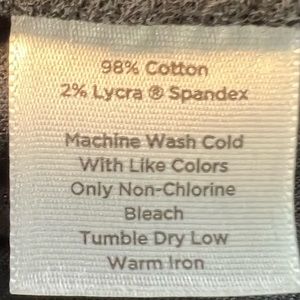 98% Cotton
2% Lycra ® Spandex
Machine Wash Cold
With Like Colors
Only Non-Chlorine
Bleach
Tumble Dry Low
Warm Iron